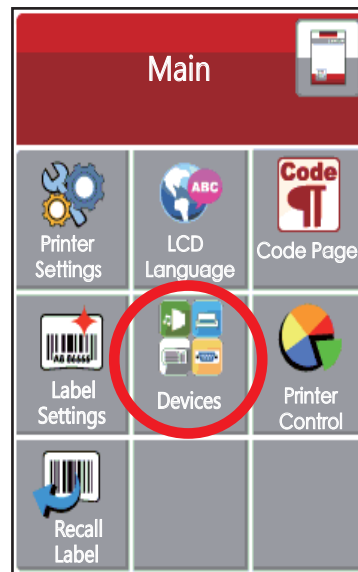 Main
Printer
Settings
ABC
LCD
Language
Code
Code Page
Label
Settings
Devices
Printer
Control
Recall
Label